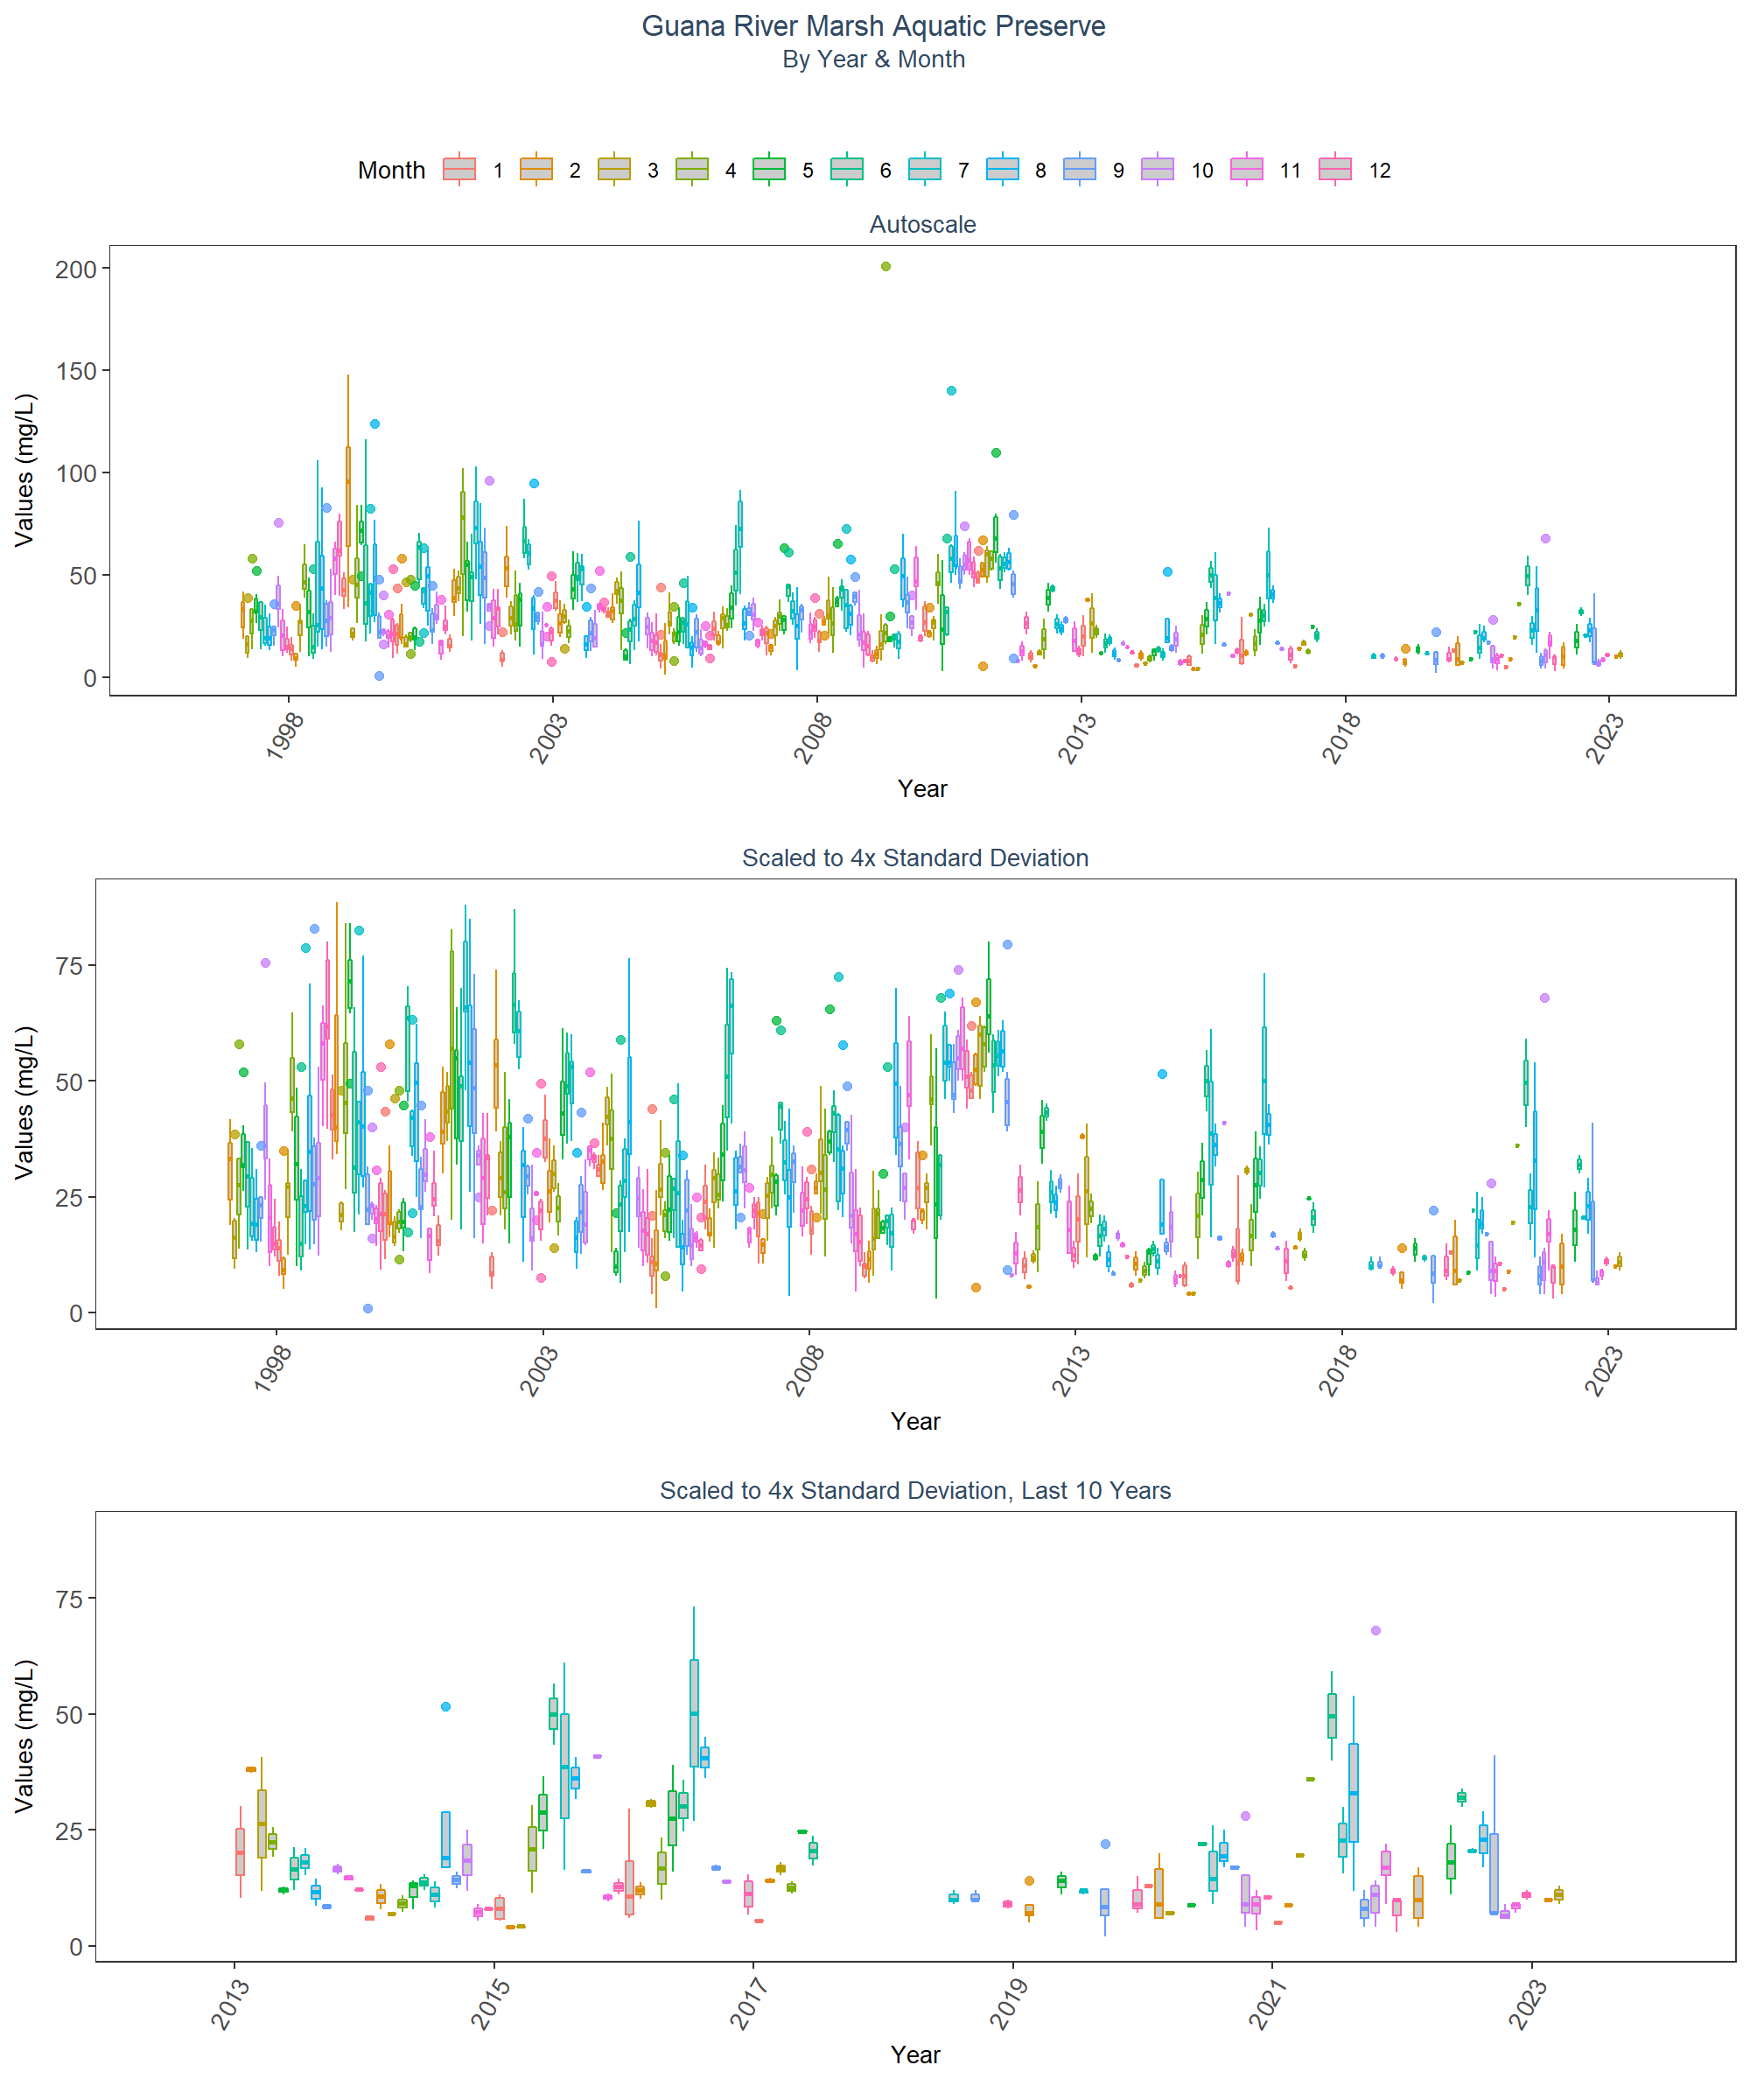 Guana River Marsh Aquatic Preserve
By Year & Month
Month 1 2 3 4 5 6 7 8 9 10 11 12
Autoscale
Values (mg/L)
200
150
100
50
0
1998 2003 2008 2013 2018 2023
Year
Scaled to 4x Standard Deviation
Values (mg/L)
75
50
25
0
1998 2003 2008 2013 2018 2023
Year
Scaled to 4x Standard Deviation, Last 10 Years
Values (mg/L)
75
50
25
0
2013 2015 2017 2019 2021 2023
Year